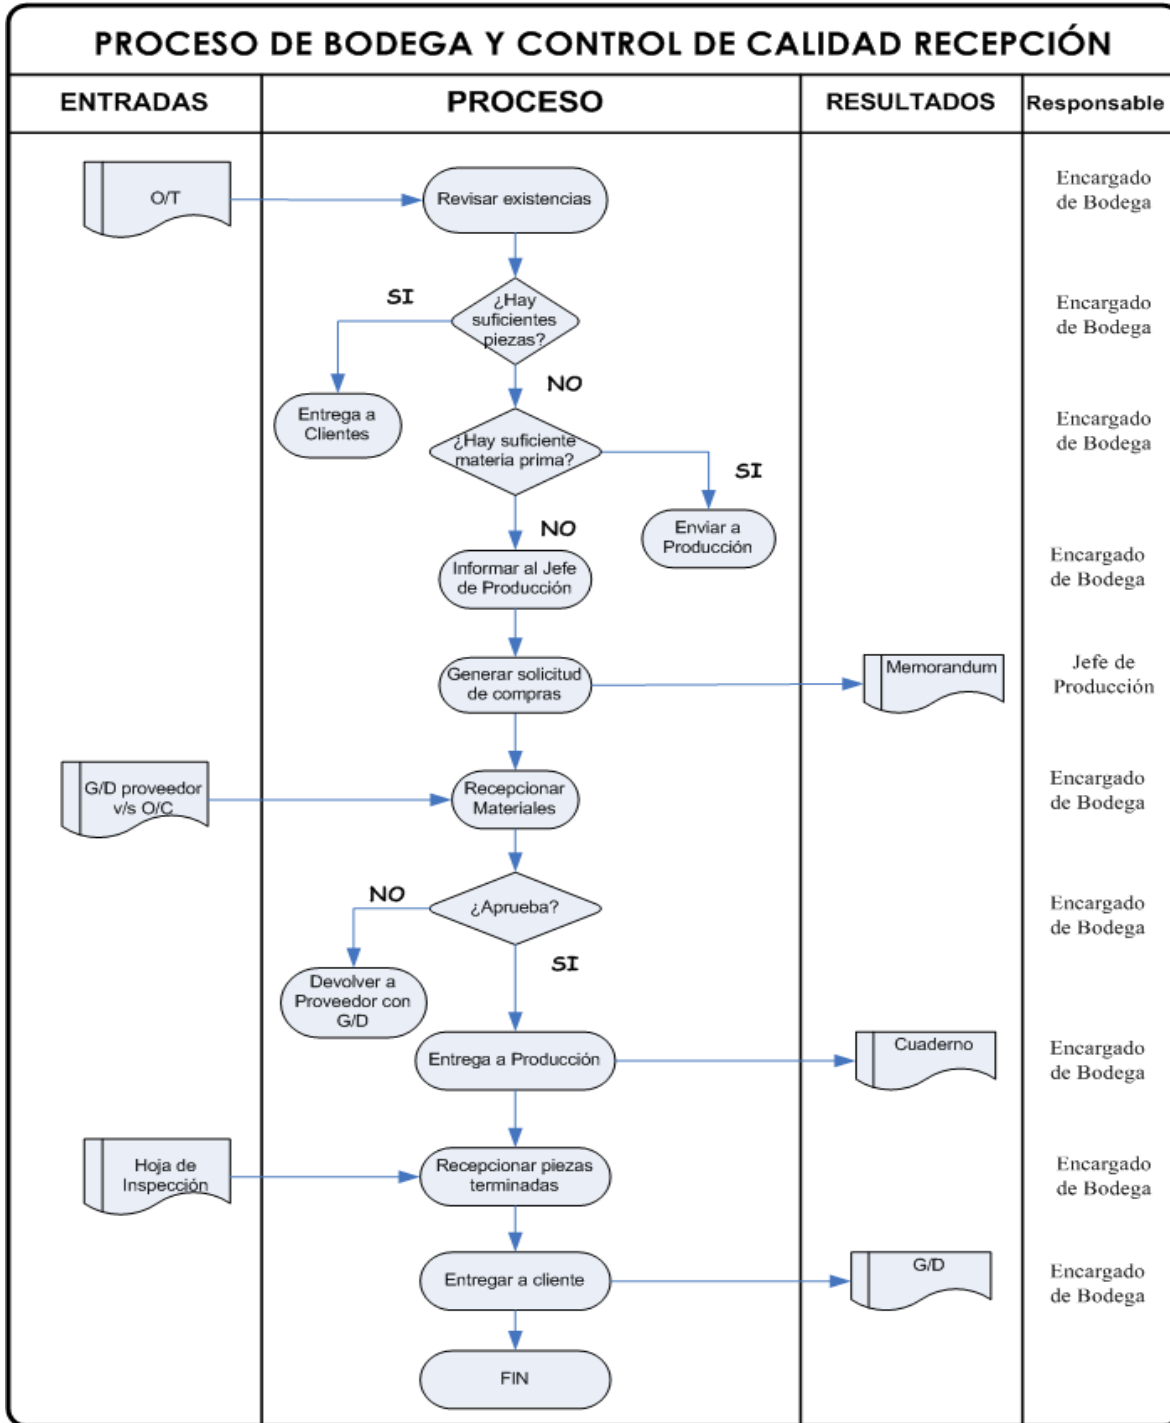 PROCESO DE BODEGA Y CONTROL DE CALIDAD RECEPCIÓN
ENTRADAS
PROCESO
RESULTADOS
Responsable
O/T
Revisar existencias
Encargado
de Bodega
¿Hay
suficientes
piezas?
SI
NO
Encargado
de Bodega
Entrega a
Clientes
¿Hay suficiente
materia prima?
SI
NO
Encargado
de Bodega
Enviar a
Producción
Informar al Jefe
de Producción
Encargado
de Bodega
Generar solicitud
de compras
Memorandum
Jefe de
Producción
G/D proveedor
v/s O/C
Recepcionar
Materiales
Encargado
de Bodega
NO
¿Aprueba?
SI
Encargado
de Bodega
Devolver a
Proveedor con
G/D
Entrega a Producción
Cuaderno
Encargado
de Bodega
Hoja de
Inspección
Recepcionar piezas
terminadas
Encargado
de Bodega
Entregar a cliente
G/D
Encargado
de Bodega
FIN